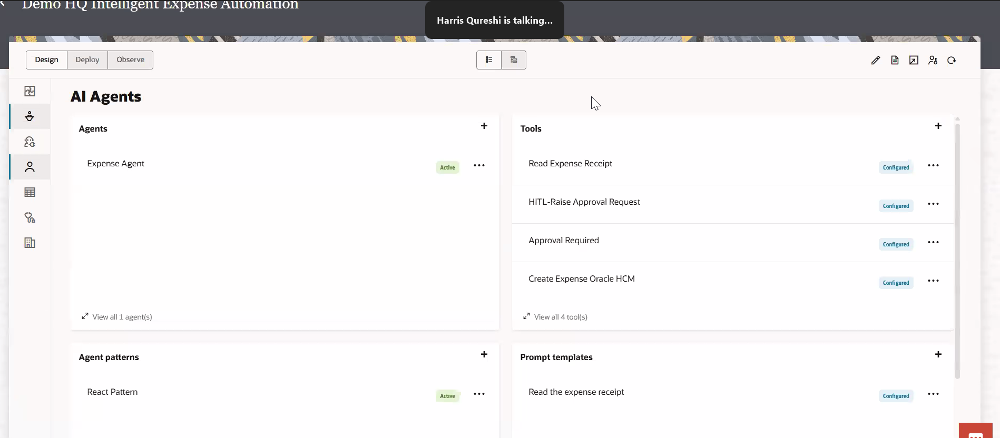 Demo HQ Intelligent Expense Automation
Harris Qureshi is talking...
Design
Deploy
Observe
AI Agents
Agents
Expense Agent
Active
View all 1 agent(s)
Tools
Read Expense Receipt
Configured
HITL-Raise Approval Request
Configured
Approval Required
Configured
Create Expense Oracle HCM
Configured
View all 4 tool(s)
Agent patterns
React Pattern
Active
Prompt templates
Read the expense receipt
Configured